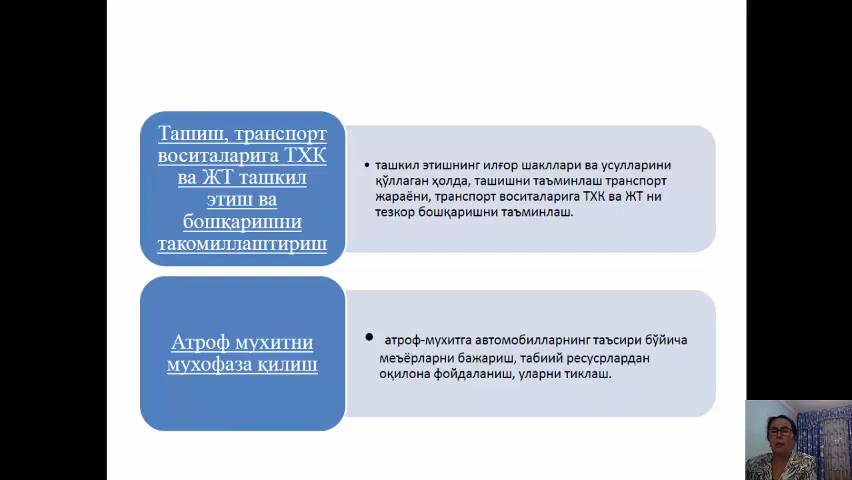 Ташиш, транспорт
воситаларига ТХК
ва ЖТ ташкил
этиш ва
бошқаришни
такомиллаштириш
• ташкил этишнинг илғор шакллари ва усулларини
қўллаган ҳолда, ташишни таъминлаш транспорт
жараёни, транспорт воситаларига ТХК ва ЖТ ни
тезкор бошқаришни таъминлаш.
Атроф мухитни
мухофаза қилиш
• атроф-мухитга автомобилларнинг таъсири бўйича
меъёрларни бажариш, табиий ресусрлардан
оқилона фойдаланиш, уларни тиклаш.